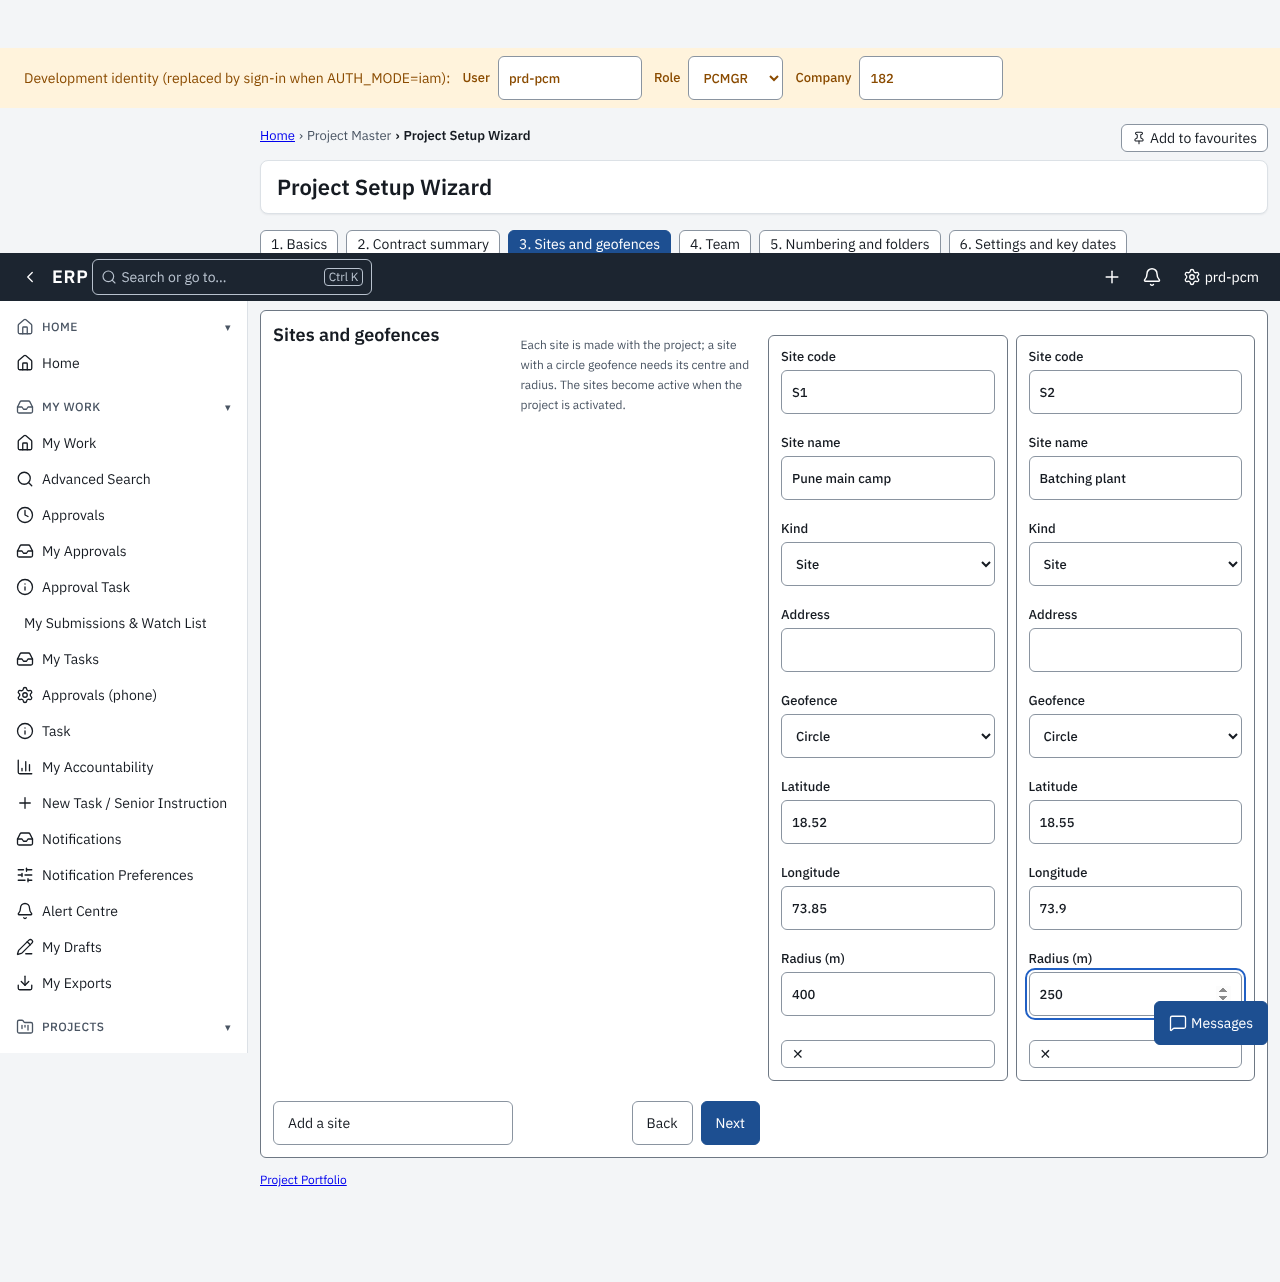 Development identity (replaced by sign-in when AUTH_MODE=iam): User prd-pcm Role PCMGR Company 182
Home › Project Master › Project Setup Wizard
Add to favourites
Project Setup Wizard
1. Basics
2. Contract summary
3. Sites and geofences
4. Team
5. Numbering and folders
6. Settings and key dates
ERP
Search or go to...
Ctrl K
prd-pcm
HOME
Home
MY WORK
My Work
Advanced Search
Approvals
My Approvals
Approval Task
My Submissions & Watch List
My Tasks
Approvals (phone)
Task
My Accountability
New Task / Senior Instruction
Notifications
Notification Preferences
Alert Centre
My Drafts
My Exports
PROJECTS
Sites and geofences
Each site is made with the project; a site
with a circle geofence needs its centre and
radius. The sites become active when the
project is activated.
Site code
S1
Site name
Pune main camp
Kind
Site
Address
Geofence
Circle
Latitude
18.52
Longitude
73.85
Radius (m)
400
✕
Site code
S2
Site name
Batching plant
Kind
Site
Address
Geofence
Circle
Latitude
18.55
Longitude
73.9
Radius (m)
250
✕
Messages
Add a site
Back
Next
Project Portfolio